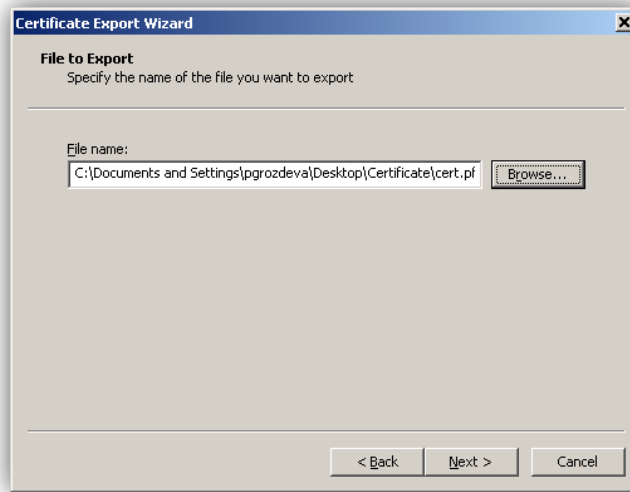 Certificate Export Wizard
File to Export
Specify the name of the file you want to export
File name:
C:\Documents and Settings\pgrozdeva\Desktop\Certificate\cert.pf
Browse...
< Back
Next >
Cancel